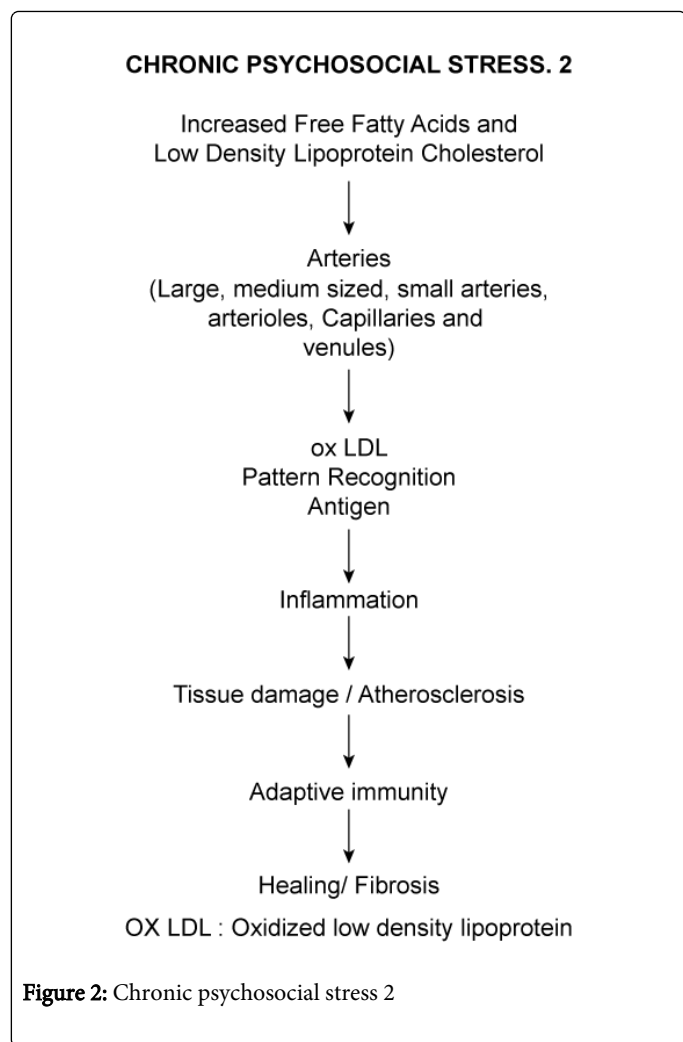 CHRONIC PSYCHOSOCIAL STRESS. 2
Increased Free Fatty Acids and
Low Density Lipoprotein Cholesterol
Arteries
(Large, medium sized, small arteries,
arterioles, Capillaries and
venules)
ox LDL
Pattern Recognition
Antigen
Inflammation
Tissue damage / Atherosclerosis
Adaptive immunity
Healing/ Fibrosis
OX LDL : Oxidized low density lipoprotein
Figure 2: Chronic psychosocial stress 2